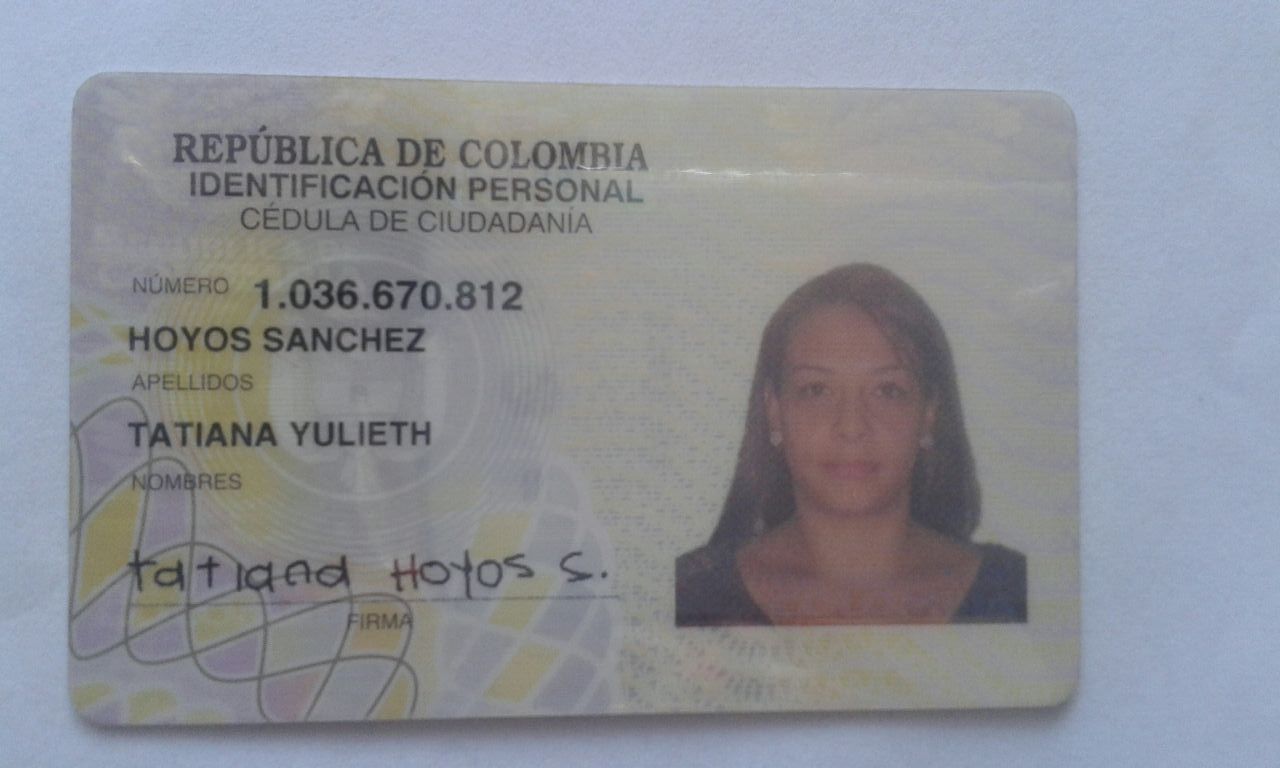 REPÚBLICA DE COLOMBIA
IDENTIFICACIÓN PERSONAL
CÉDULA DE CIUDADANÍA
NÚMERO 1.036.670.812
HOYOS SANCHEZ
APELLIDOS
TATIANA YULIETH
NOMBRES
tatiana Hoyos S.
FIRMA